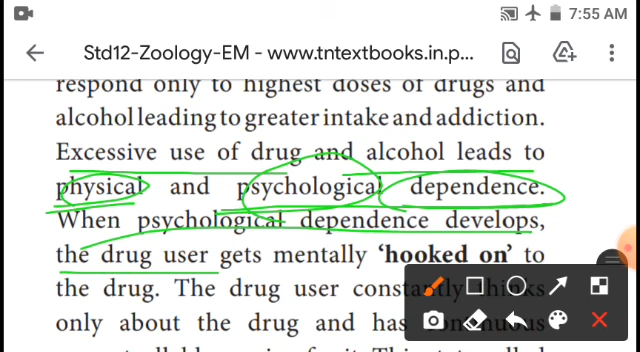 7:55 AM
Std12-Zoology-EM - www.tntextbooks.in.p...
respond only to highest doses of drugs and
alcohol leading to greater intake and addiction.
Excessive use of drug and alcohol leads to
physical and psychological dependence.
When psychological dependence develops,
the drug user gets mentally ‘hooked on’ to
the drug. The drug user constantly thinks
only about the drug and has continuous